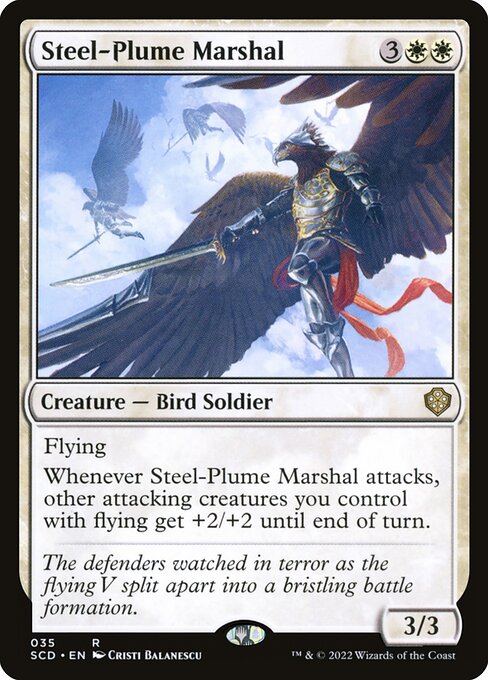 Steel-Plume Marshal 3
Creature — Bird Soldier
Flying
Whenever Steel-Plume Marshal attacks,
other attacking creatures you control
with flying get +2/+2 until end of turn.
The defenders watched in terror as the
flying V split apart into a bristling battle
formation.
3/3
035 R
SCD • EN Cristi Balanescu ™ & © 2022 Wizards of the Coast